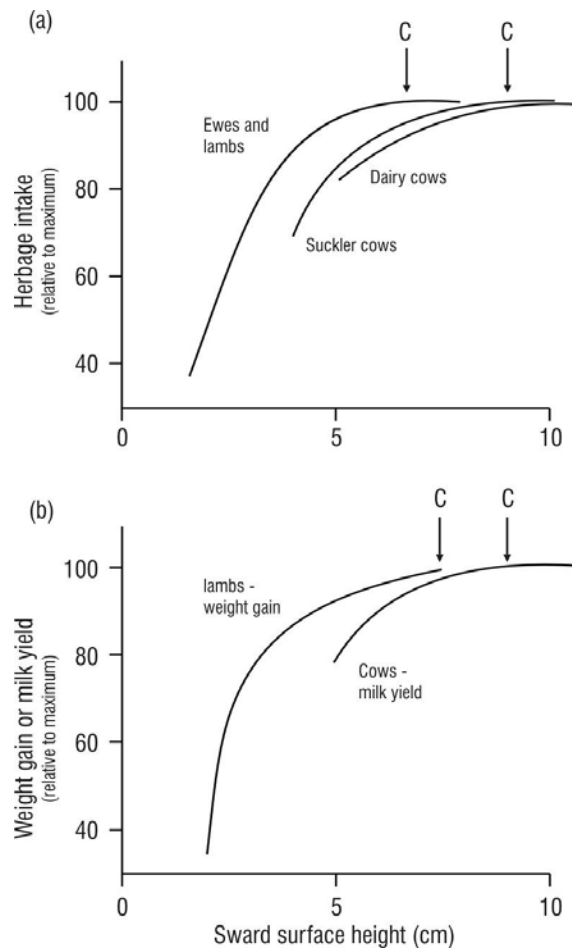 (a)
C C
100
80
60
40
Herbage intake
(relative to maximum)
Ewes and
lambs
Dairy cows
Suckler cows
0 5 10
(b)
C C
100
80
60
40
Weight gain or milk yield
(relative to maximum)
lambs -
weight gain
Cows -
milk yield
0 5 10
Sward surface height (cm)